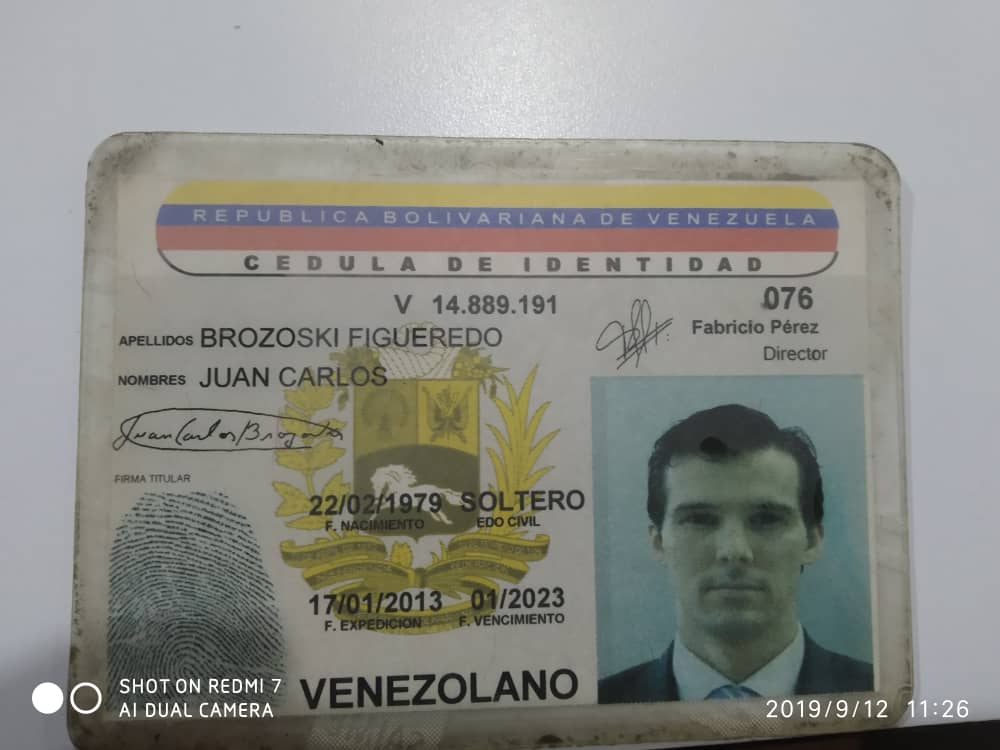 REPUBLICA BOLIVARIANA DE VENEZUELA
CEDULA DE IDENTIDAD
V 14.889.191
076
Fabricio Pérez
Director
APELLIDOS BROZOSKI FIGUEREDO
NOMBRES JUAN CARLOS
Juan Carlos Brozoski
FIRMA TITULAR
22/02/1979 SOLTERO
F. NACIMIENTO EDO CIVIL
17/01/2013 01/2023
F. EXPEDICION F. VENCIMIENTO
VENEZOLANO
SHOT ON REDMI 7
AI DUAL CAMERA
2019/9/12 11:26